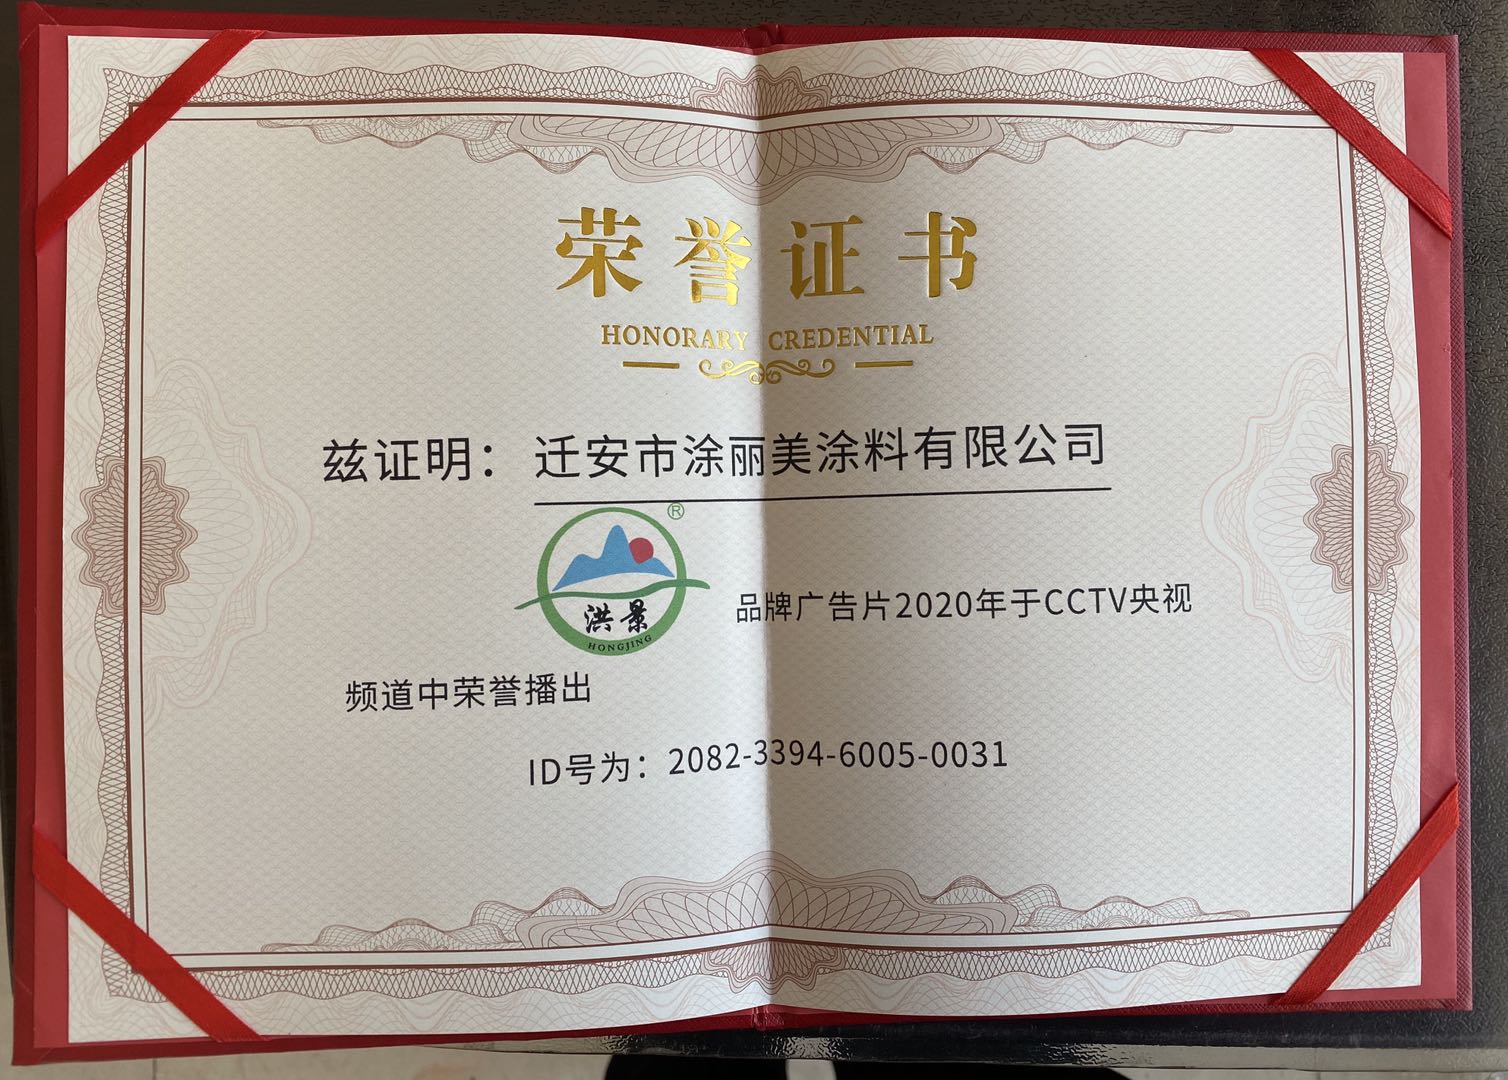 荣誉证书
HONORARY CREDENTIAL
兹证明：迁安市涂丽美涂料有限公司
®
洪景
HONGJING
品牌广告片2020年于CCTV央视
频道中荣誉播出
ID号为：2082-3394-6005-0031